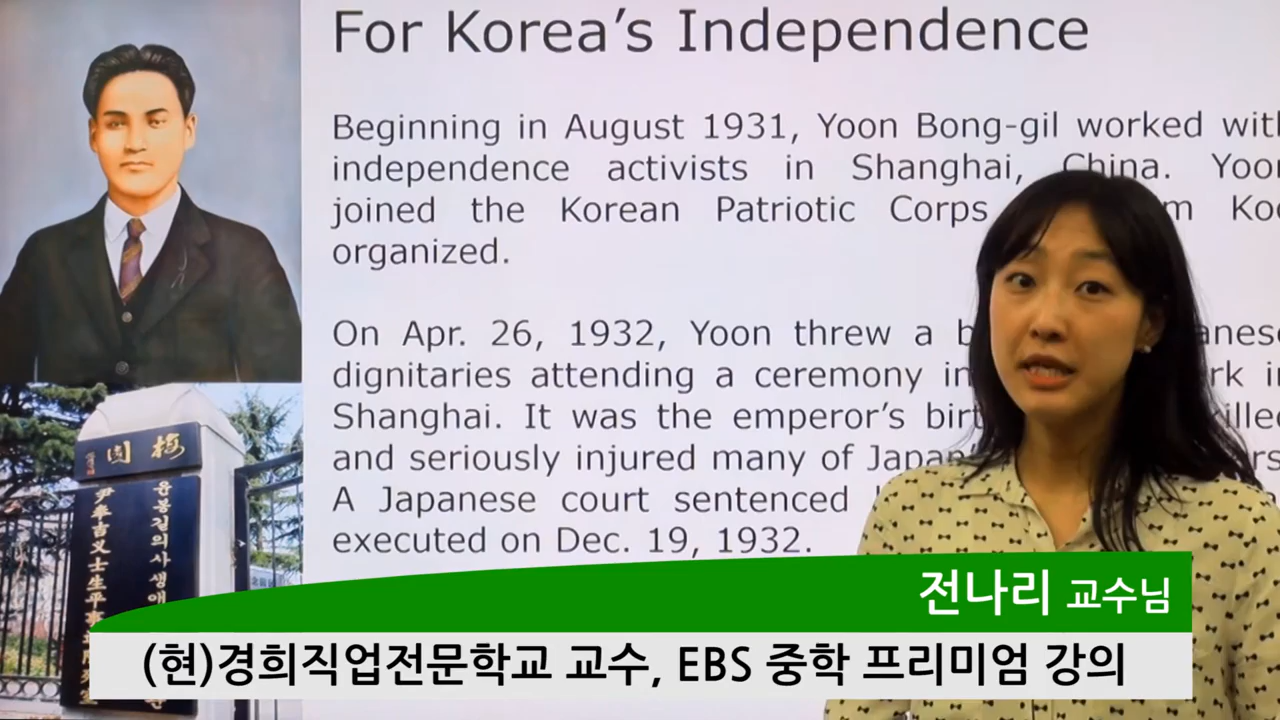 For Korea's Independence
Beginning in August 1931, Yoon Bong-gil worked with
independence activists in Shanghai, China. Yoon
joined the Korean Patriotic Corps
organized.
On Apr. 26, 1932, Yoon threw a
dignitaries attending a ceremony in
Shanghai. It was the emperor's
and seriously injured many of
A Japanese court sentenced
executed on Dec. 19, 1932.
梅園
윤봉길의사생애
尹奉吉义士生平事
전나리 교수님
(현)경희직업전문학교 교수, EBS 중학 프리미엄 강의